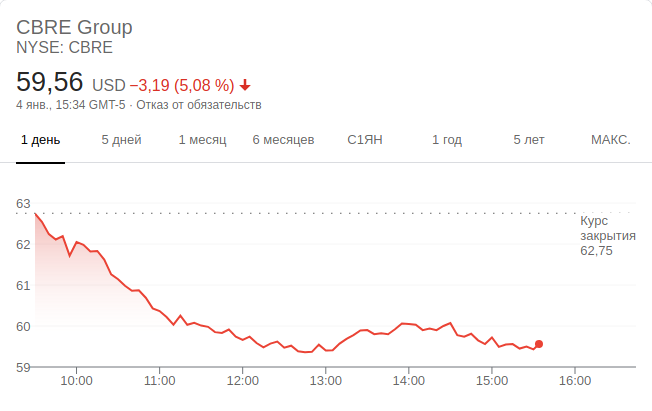 CBRE Group
NYSE: CBRE
59,56 USD −3,19 (5,08 %)
4 янв., 15:34 GMT-5 · Отказ от обязательств
1 день 5 дней 1 месяц 6 месяцев С1ЯН 1 год 5 лет МАКС.
63
Курс
закрытия
62,75
62
61
60
59
10:00 11:00 12:00 13:00 14:00 15:00 16:00